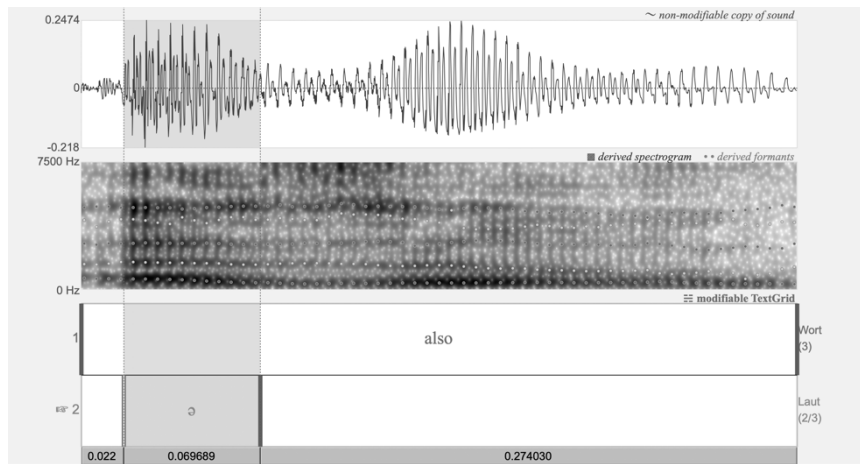 0.2474
〜 non-modifiable copy of sound
0
-0.218
7500 Hz
■ derived spectrogram •• derived formants
0 Hz
☵ modifiable TextGrid
1
also
Wort
(3)
☞ 2
ə
Laut
(2/3)
0.022 0.069689 0.274030